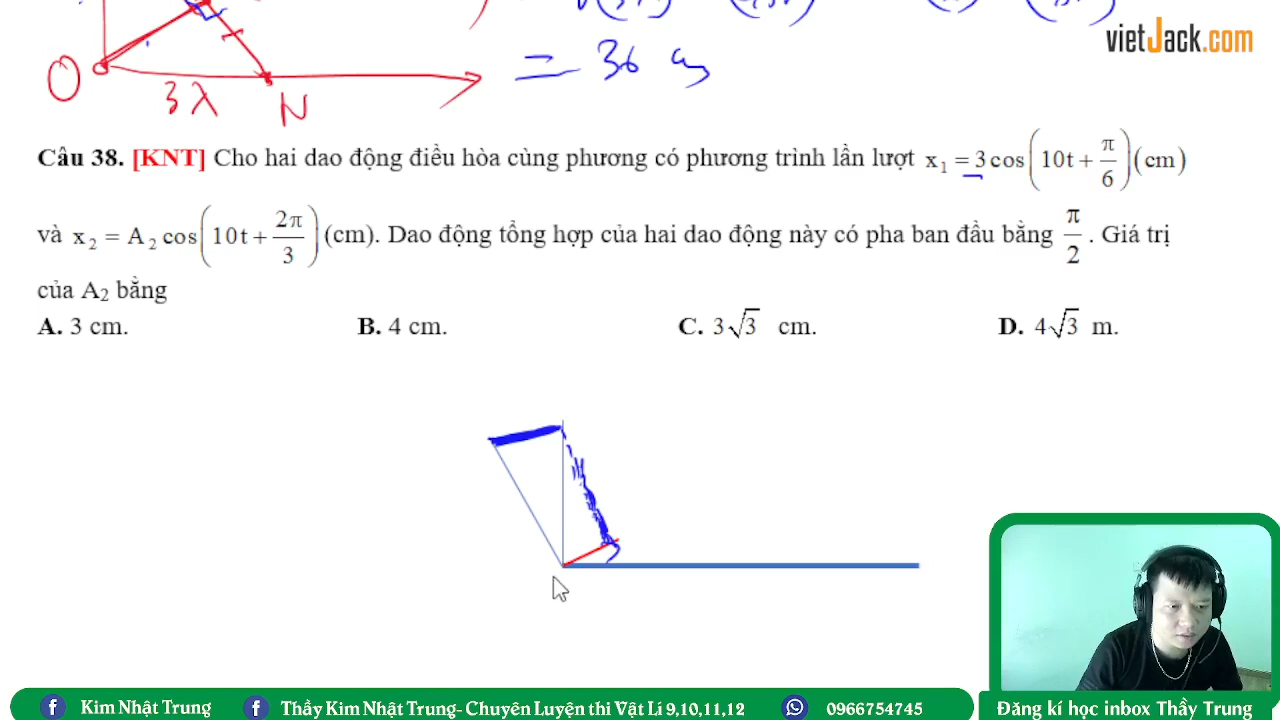 vietJack.com
= 36
O
3λ
N
Câu 38. [KNT] Cho hai dao động điều hòa cùng phương có phương trình lần lượt x₁ = 3cos(10t + π/6)(cm)
và x₂ = A₂cos(10t + 2π/3)(cm). Dao động tổng hợp của hai dao động này có pha ban đầu bằng π/2. Giá trị
của A₂ bằng
A. 3 cm. B. 4 cm. C. 3√3 cm. D. 4√3 m.
Kim Nhật Trung Thầy Kim Nhật Trung- Chuyên Luyện thi Vật Lí 9,10,11,12 0966754745 Đăng kí học inbox Thầy Trung